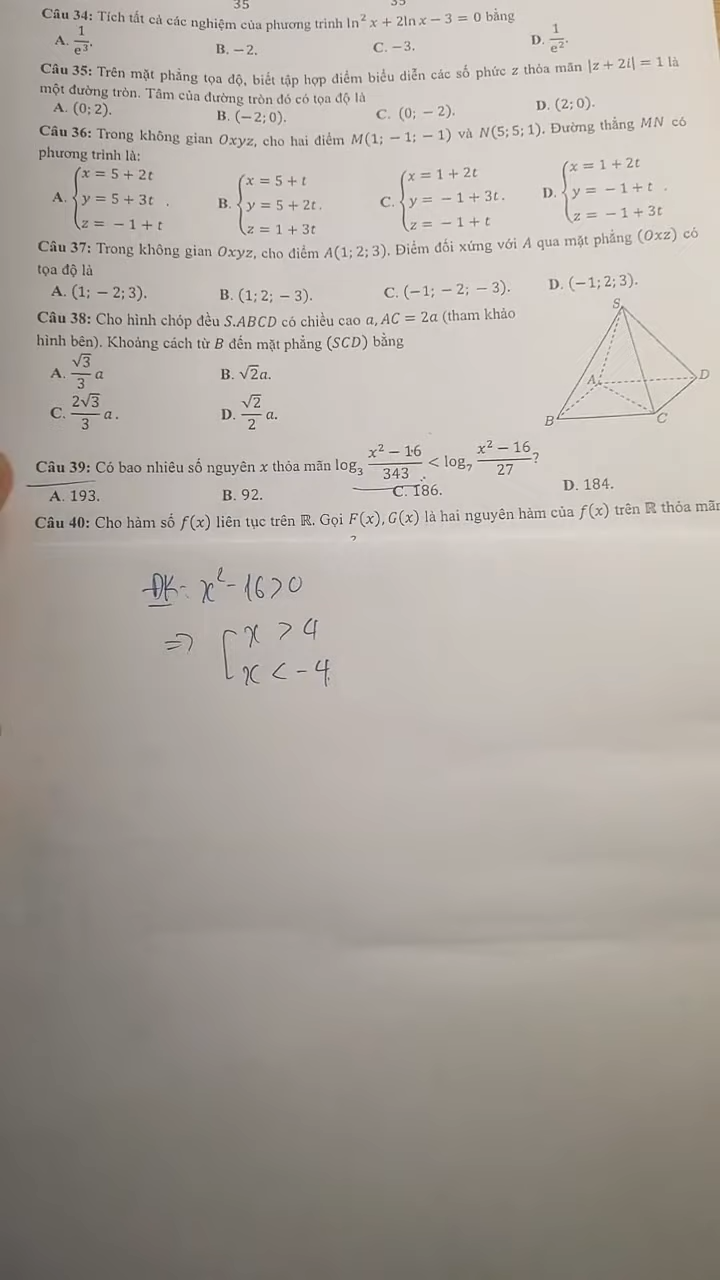 35 35
Câu 34: Tích tất cả các nghiệm của phương trình ln² x + 2ln x − 3 = 0 bằng
A. 1/e³. B. −2. C. −3. D. 1/e².
Câu 35: Trên mặt phẳng tọa độ, biết tập hợp điểm biểu diễn các số phức z thỏa mãn |z + 2i| = 1 là
một đường tròn. Tâm của đường tròn đó có tọa độ là
A. (0; 2). B. (−2; 0). C. (0; −2). D. (2; 0).
Câu 36: Trong không gian Oxyz, cho hai điểm M(1; −1; −1) và N(5; 5; 1). Đường thẳng MN có
phương trình là:
A. {x = 5 + 2t B. {x = 5 + t C. {x = 1 + 2t D. {x = 1 + 2t
y = 5 + 3t . y = 5 + 2t . y = −1 + 3t . y = −1 + t .
z = −1 + t z = 1 + 3t z = −1 + t z = −1 + 3t
Câu 37: Trong không gian Oxyz, cho điểm A(1; 2; 3). Điểm đối xứng với A qua mặt phẳng (Oxz) có
tọa độ là
A. (1; −2; 3). B. (1; 2; −3). C. (−1; −2; −3). D. (−1; 2; 3).
Câu 38: Cho hình chóp đều S.ABCD có chiều cao a, AC = 2a (tham khảo
hình bên). Khoảng cách từ B đến mặt phẳng (SCD) bằng
A. √3/3 a B. √2a.
C. 2√3/3 a . D. √2/2 a.
S
A
D
B
C
Câu 39: Có bao nhiêu số nguyên x thỏa mãn log₃ (x² − 16)/343 < log₇ (x² − 16)/27 ?
A. 193. B. 92. C. 186. D. 184.
Câu 40: Cho hàm số f(x) liên tục trên ℝ. Gọi F(x), G(x) là hai nguyên hàm của f(x) trên ℝ thỏa mãn
ĐK: x² − 16 > 0
⇒ [x > 4
x < −4